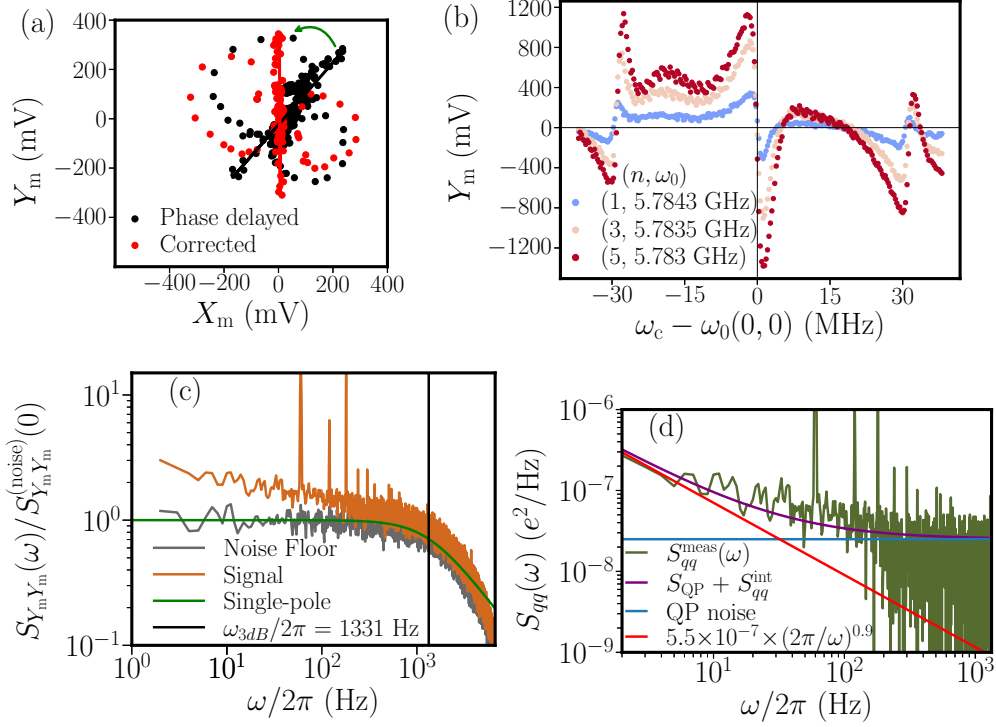 (a)
400
200
0
−200
−400
Y_m (mV)
Phase delayed
Corrected
−400
−200
0
200
400
X_m (mV)
(b)
1200
800
400
0
−400
−800
−1200
Y_m (mV)
(n, ω_0)
(1, 5.7843 GHz)
(3, 5.7835 GHz)
(5, 5.783 GHz)
−30
−15
0
15
30
ω_c − ω_0(0, 0) (MHz)
(c)
10^1
10^0
10^{−1}
S_{Y_m Y_m}(ω)/S^{(noise)}_{Y_m Y_m}(0)
Noise Floor
Signal
Single-pole
ω_{3dB}/2π = 1331 Hz
10^0
10^1
10^2
10^3
ω/2π (Hz)
(d)
10^{−6}
10^{−7}
10^{−8}
10^{−9}
S_{qq}(ω) (e^2/Hz)
S^{meas}_{qq}(ω)
S_{QP} + S^{int}_{qq}
QP noise
5.5×10^{−7}×(2π/ω)^{0.9}
10^1
10^2
10^3
ω/2π (Hz)